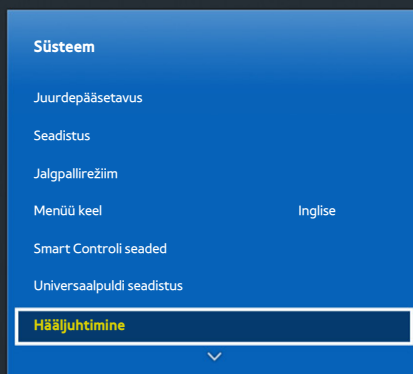 Süsteem
Juurdepääsetavus
Seadistus
Jalgpallirežiim
Menüü keel Inglise
Smart Controli seaded
Universaalpuldi seadistus
Hääljuhtimine